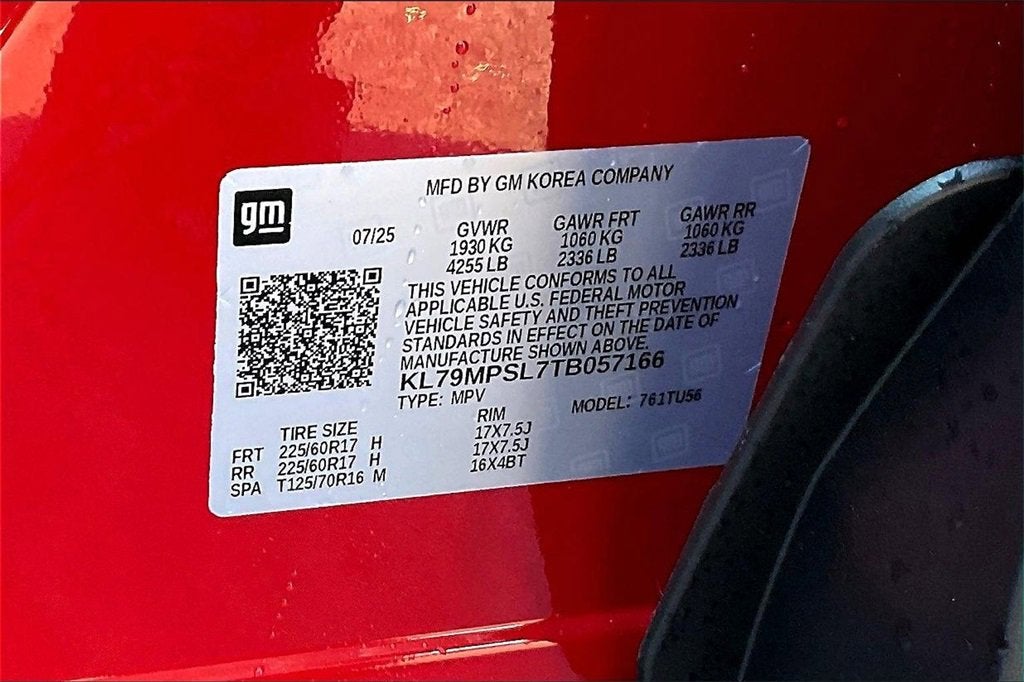 gm
MFD BY GM KOREA COMPANY
07/25
GVWR GAWR FRT GAWR RR
1930 KG 1060 KG 1060 KG
4255 LB 2336 LB 2336 LB
THIS VEHICLE CONFORMS TO ALL
APPLICABLE U.S. FEDERAL MOTOR
VEHICLE SAFETY AND THEFT PREVENTION
STANDARDS IN EFFECT ON THE DATE OF
MANUFACTURE SHOWN ABOVE.
KL79MPSL7TB057166
TYPE: MPV MODEL: 761TU56
TIRE SIZE RIM
FRT 225/60R17 H 17X7.5J
RR 225/60R17 H 17X7.5J
SPA T125/70R16 M 16X4BT